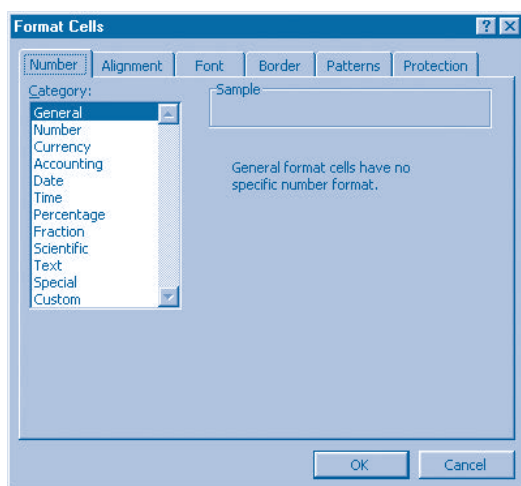 Format Cells
Number Alignment Font Border Patterns Protection
Category:
General
Number
Currency
Accounting
Date
Time
Percentage
Fraction
Scientific
Text
Special
Custom
Sample
General format cells have no
specific number format.
OK Cancel